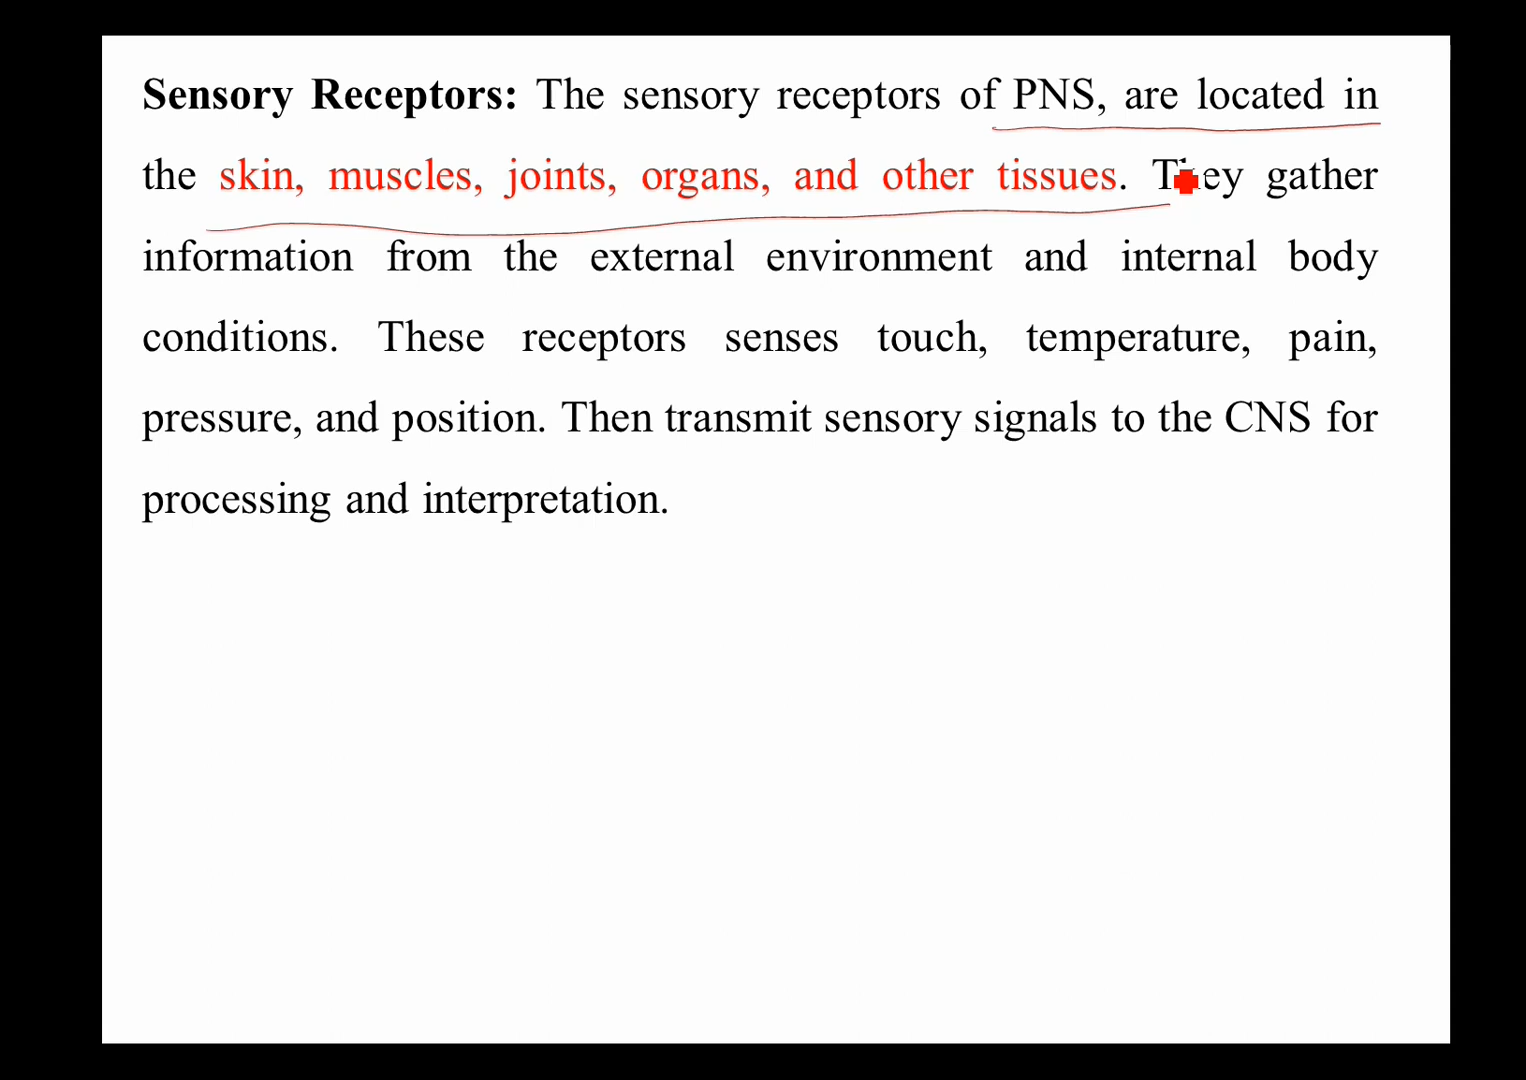 Sensory Receptors: The sensory receptors of PNS, are located in
the skin, muscles, joints, organs, and other tissues. They gather
information from the external environment and internal body
conditions. These receptors senses touch, temperature, pain,
pressure, and position. Then transmit sensory signals to the CNS for
processing and interpretation.